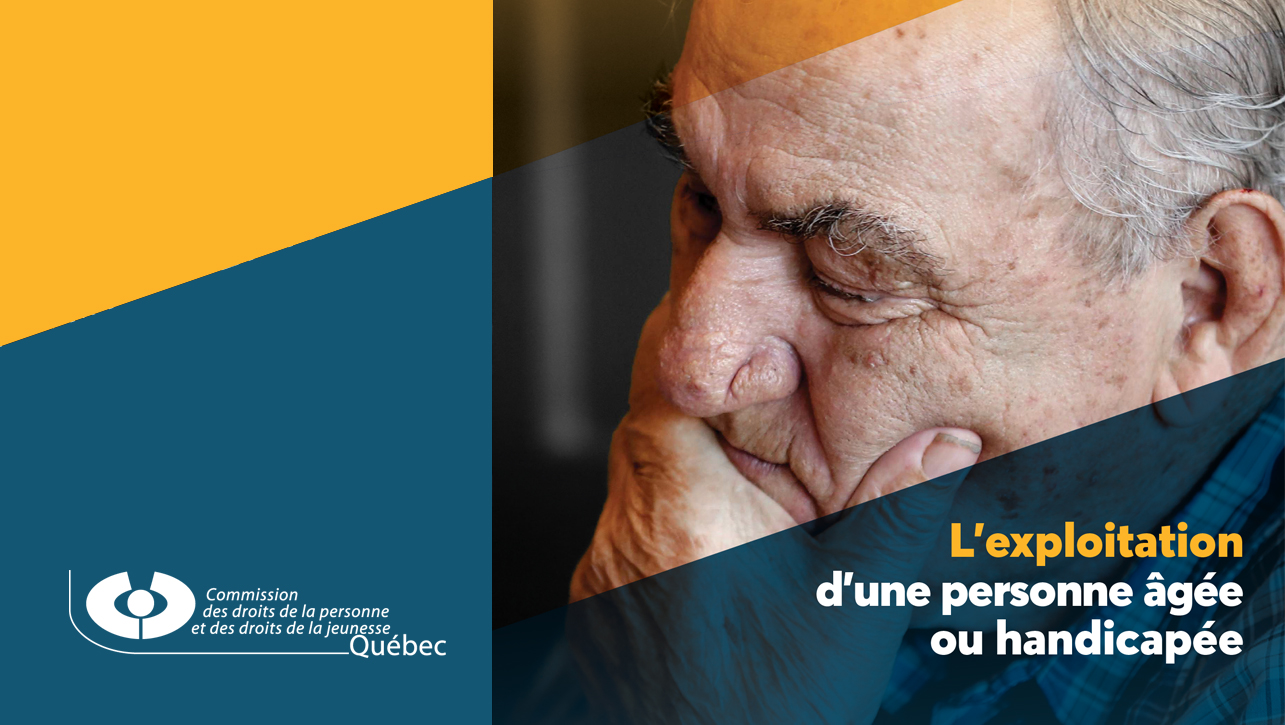 Commission
des droits de la personne
et des droits de la jeunesse
Québec
L'exploitation
d'une personne âgée
ou handicapée